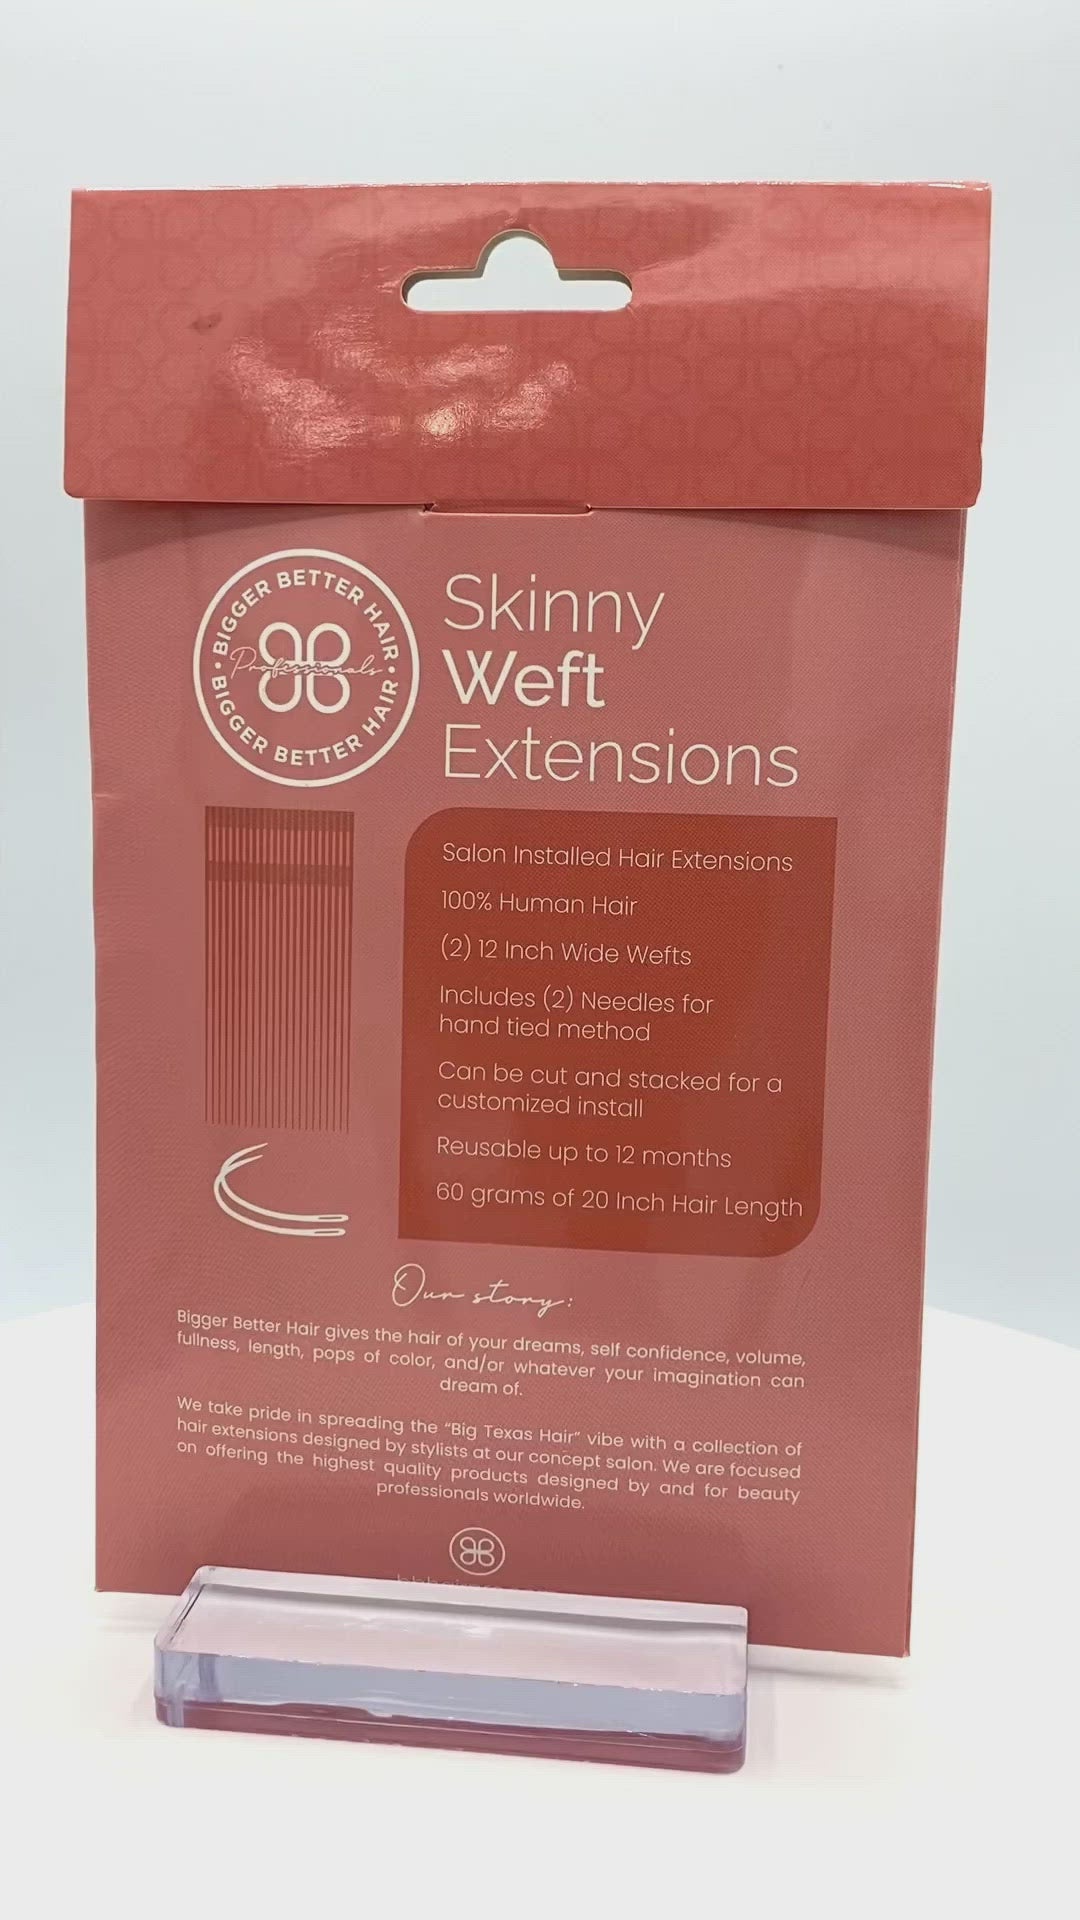 BIGGER BETTER HAIR
Professionals
BIGGER BETTER HAIR
Skinny
Weft
Extensions
Salon Installed Hair Extensions
100% Human Hair
(2) 12 Inch Wide Wefts
Includes (2) Needles for
hand tied method
Can be cut and stacked for a
customized install
Reusable up to 12 months
60 grams of 20 Inch Hair Length
Our story:
Bigger Better Hair gives the hair of your dreams, self confidence, volume,
fullness, length, pops of color, and/or whatever your imagination can
dream of.
We take pride in spreading the "Big Texas Hair" vibe with a collection of
hair extensions designed by stylists at our concept salon. We are focused
on offering the highest quality products designed by and for beauty
professionals worldwide.